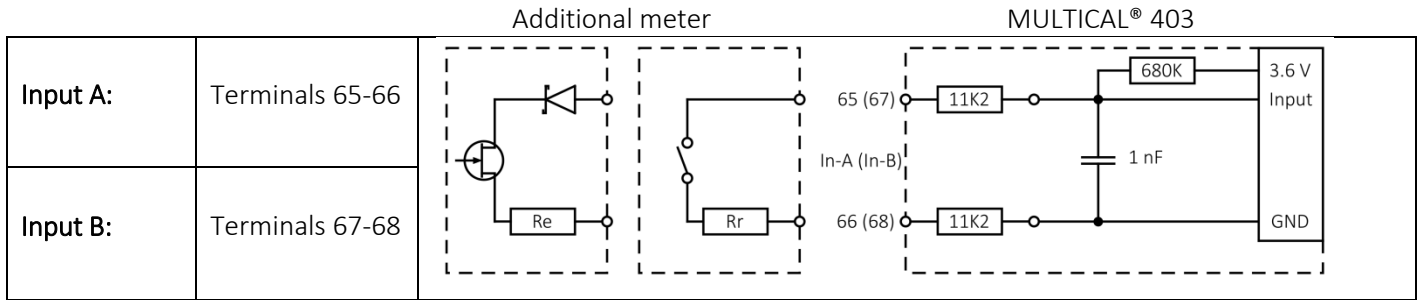 Additional meter MULTICAL® 403
Input A: Terminals 65-66
Input B: Terminals 67-68
Re
Rr
65 (67)
In-A (In-B)
66 (68)
11K2
11K2
680K
1 nF
3.6 V
Input
GND